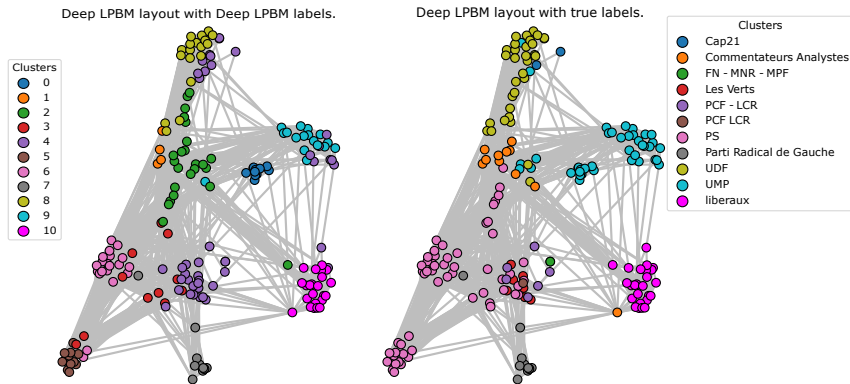 Deep LPBM layout with Deep LPBM labels.
Clusters
0
1
2
3
4
5
6
7
8
9
10
Deep LPBM layout with true labels.
Clusters
Cap21
Commentateurs Analystes
FN - MNR - MPF
Les Verts
PCF - LCR
PCF LCR
PS
Parti Radical de Gauche
UDF
UMP
liberaux